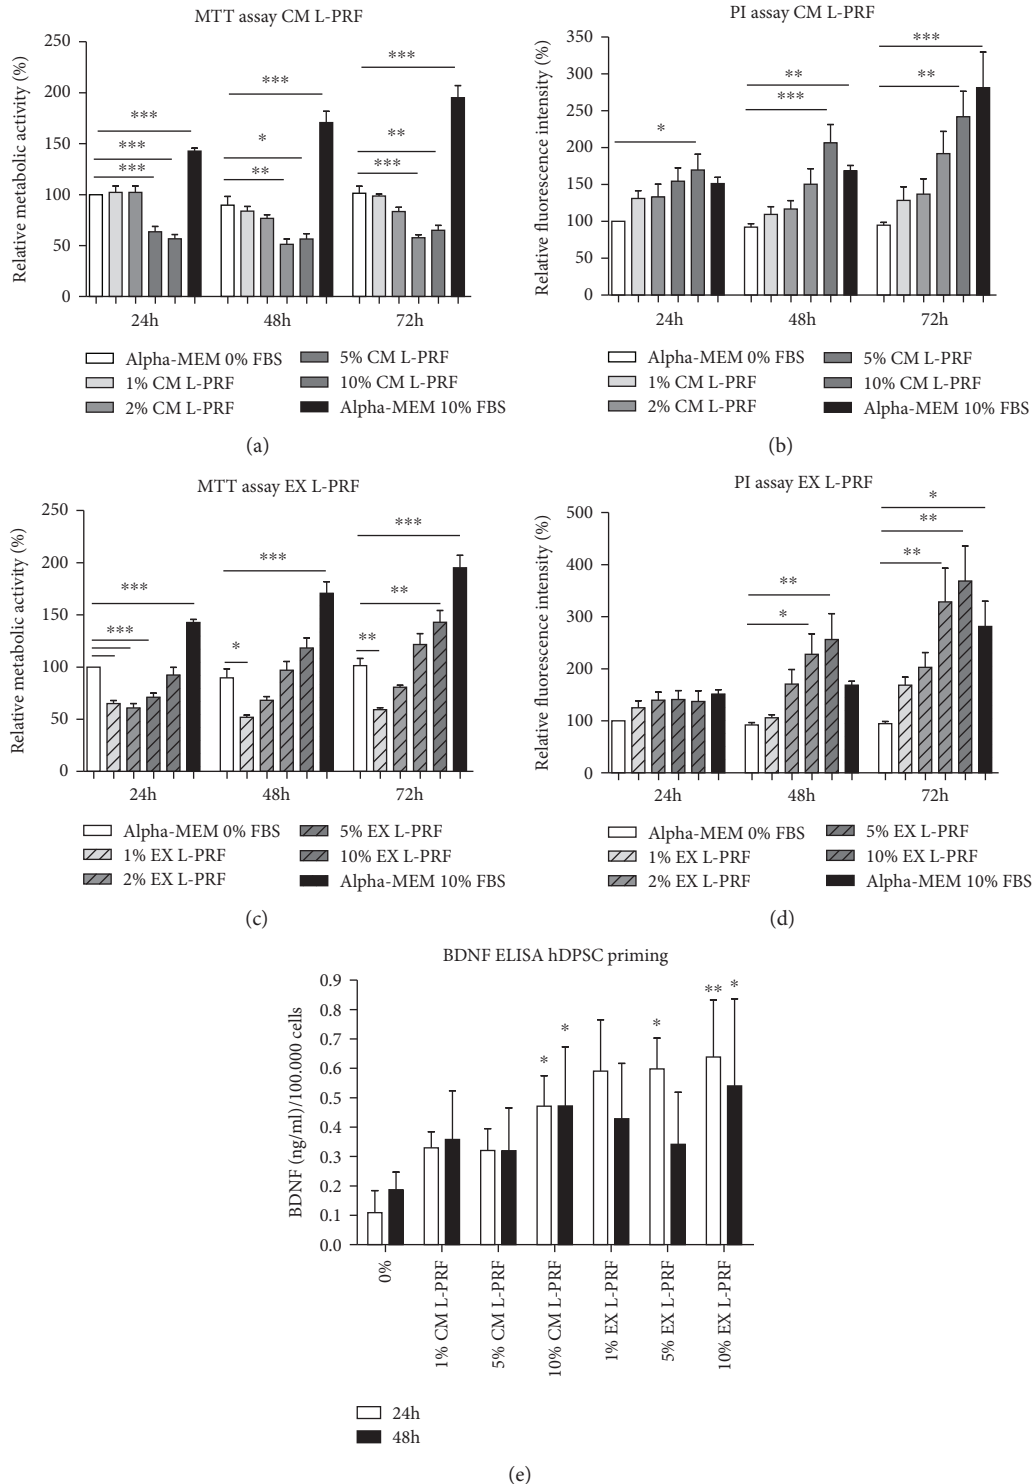 MTT assay CM L-PRF
Relative metabolic activity (%)
250
200
150
100
50
0
***
***
***
***
*
**
***
**
***
24h
48h
72h
Alpha-MEM 0% FBS
1% CM L-PRF
2% CM L-PRF
5% CM L-PRF
10% CM L-PRF
Alpha-MEM 10% FBS
(a)
PI assay CM L-PRF
Relative fluorescence intensity (%)
350
300
250
200
150
100
50
0
*
**
***
***
**
24h
48h
72h
Alpha-MEM 0% FBS
1% CM L-PRF
2% CM L-PRF
5% CM L-PRF
10% CM L-PRF
Alpha-MEM 10% FBS
(b)
MTT assay EX L-PRF
Relative metabolic activity (%)
250
200
150
100
50
0
***
***
***
*
***
**
**
24h
48h
72h
Alpha-MEM 0% FBS
1% EX L-PRF
2% EX L-PRF
5% EX L-PRF
10% EX L-PRF
Alpha-MEM 10% FBS
(c)
PI assay EX L-PRF
Relative fluorescence intensity (%)
500
400
300
200
100
0
**
*
*
**
**
24h
48h
72h
Alpha-MEM 0% FBS
1% EX L-PRF
2% EX L-PRF
5% EX L-PRF
10% EX L-PRF
Alpha-MEM 10% FBS
(d)
BDNF ELISA hDPSC priming
BDNF (ng/ml)/100.000 cells
0.9
0.8
0.7
0.6
0.5
0.4
0.3
0.2
0.1
0.0
*
*
*
**
*
0%
1% CM L-PRF
5% CM L-PRF
10% CM L-PRF
1% EX L-PRF
5% EX L-PRF
10% EX L-PRF
24h
48h
(e)